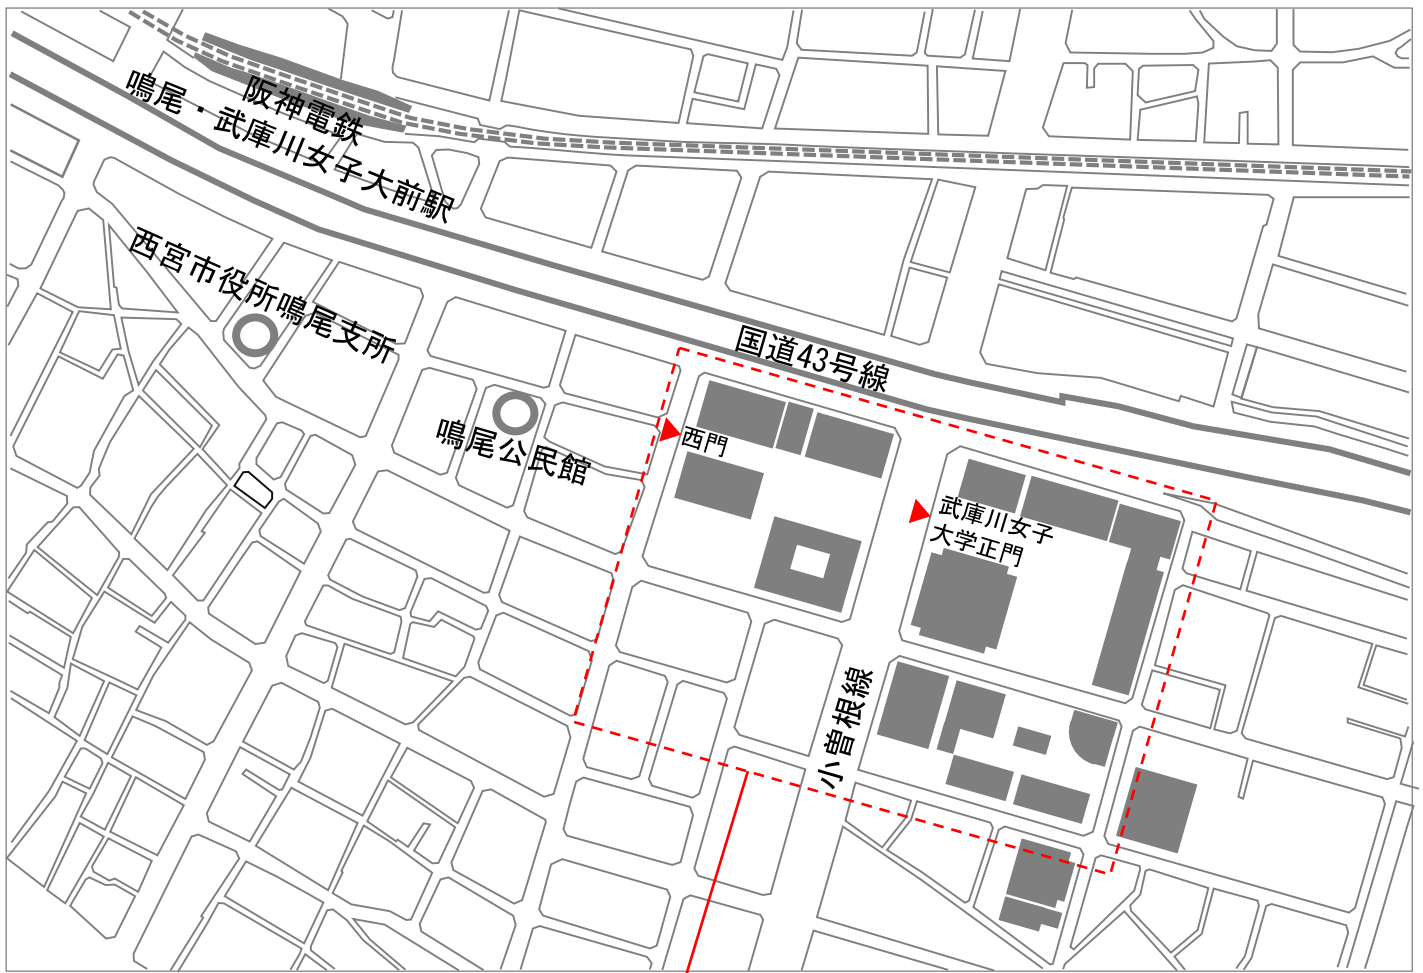 阪神電鉄
鳴尾・武庫川女子大前駅
西宮市役所鳴尾支所
国道43号線
鳴尾公民館
西門
武庫川女子
大学正門
小曽根線